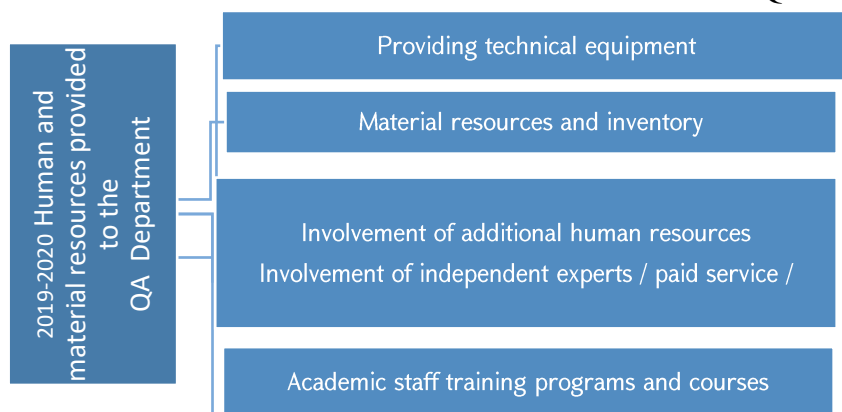 2019-2020 Human and
material resources provided
to the
QA Department
Providing technical equipment
Material resources and inventory
Involvement of additional human resources
Involvement of independent experts / paid service /
Academic staff training programs and courses